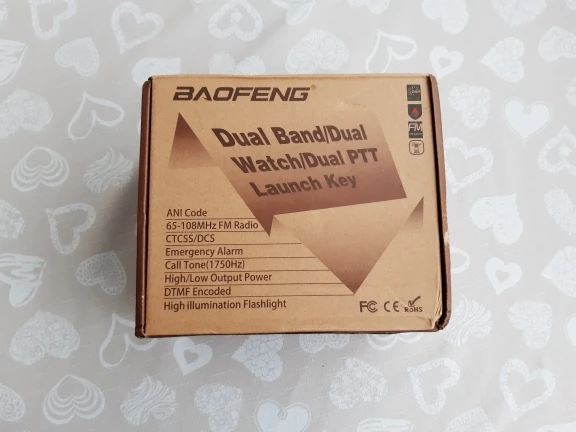 BAOFENG®
Dual Band/Dual
Watch/Dual PTT
Launch Key
FM
ANI Code
65-108MHz FM Radio
CTCSS/DCS
Emergency Alarm
Call Tone(1750Hz)
High/Low Output Power
DTMF Encoded
High illumination Flashlight
FC CE RoHS